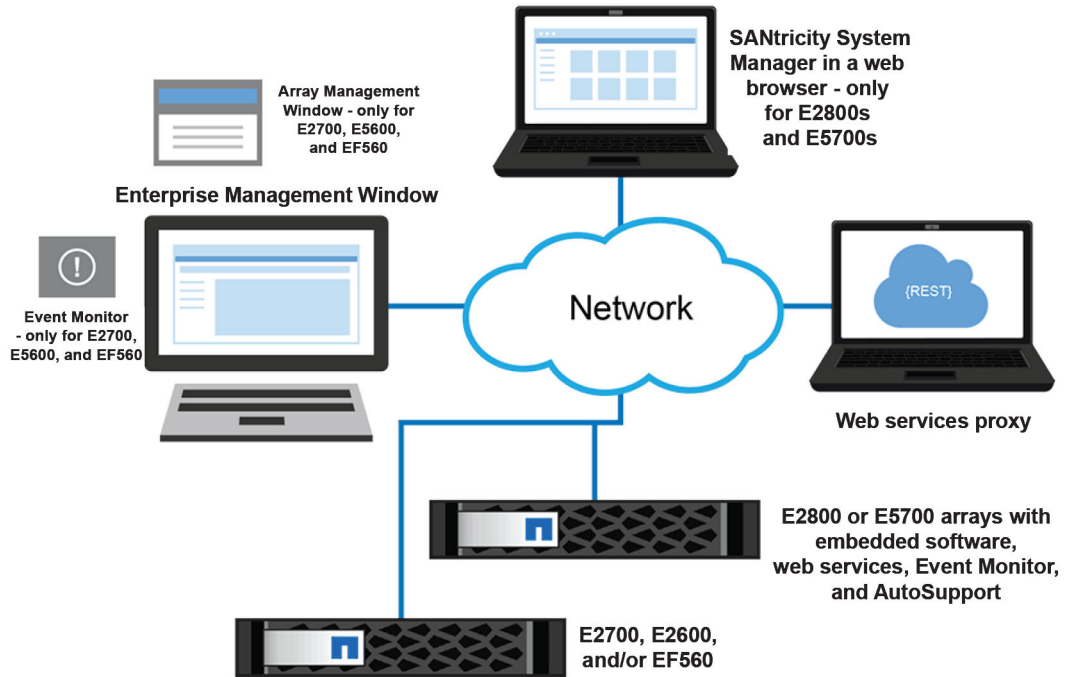 SANtricity System
Manager in a web
browser - only
for E2800s
and E5700s
Array Management
Window - only for
E2700, E5600,
and EF560
Enterprise Management Window
Event Monitor
- only for E2700,
E5600, and EF560
!
Network
{REST}
Web services proxy
E2800 or E5700 arrays with
embedded software,
web services, Event Monitor,
and AutoSupport
E2700, E2600,
and/or EF560